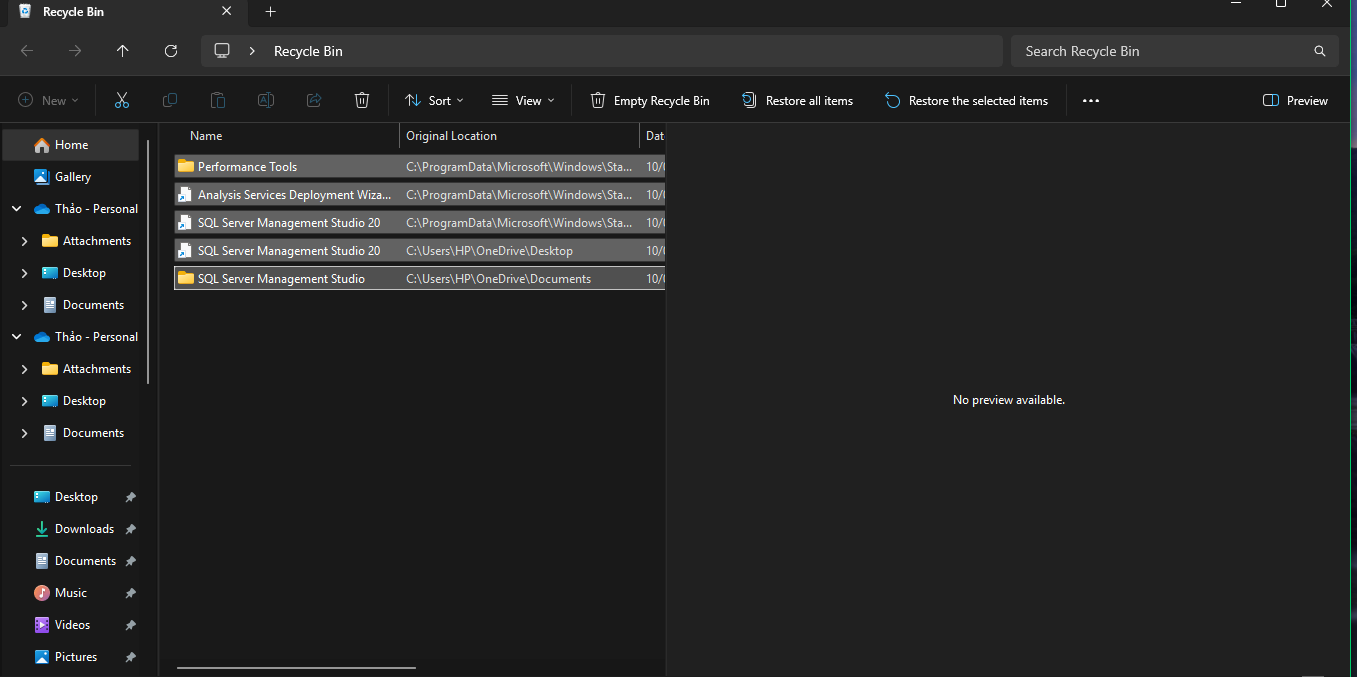 Recycle Bin
Recycle Bin
Search Recycle Bin
New
Sort
View
Empty Recycle Bin
Restore all items
Restore the selected items
Preview
Home
Gallery
Thảo - Personal
Attachments
Desktop
Documents
Thảo - Personal
Attachments
Desktop
Documents
Desktop
Downloads
Documents
Music
Videos
Pictures
Name Original Location Dat
Performance Tools C:\ProgramData\Microsoft\Windows\Sta... 10/
Analysis Services Deployment Wiza... C:\ProgramData\Microsoft\Windows\Sta... 10/
SQL Server Management Studio 20 C:\ProgramData\Microsoft\Windows\Sta... 10/
SQL Server Management Studio 20 C:\Users\HP\OneDrive\Desktop 10/
SQL Server Management Studio C:\Users\HP\OneDrive\Documents 10/
No preview available.